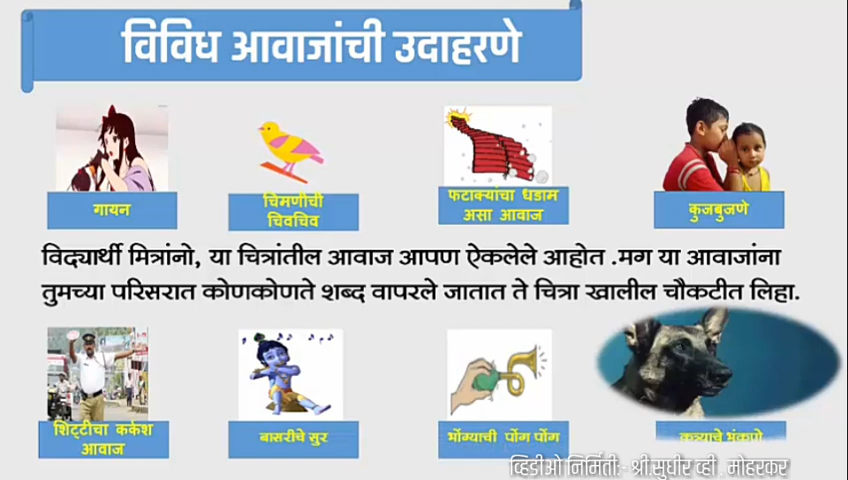 विविध आवाजांची उदाहरणे
गायन
चिमणीची
चिवचिव
फटाक्यांचा धडाम
असा आवाज
कुजबुजणे
विद्यार्थी मित्रांनो, या चित्रांतील आवाज आपण ऐकलेले आहोत .मग या आवाजांना
तुमच्या परिसरात कोणकोणते शब्द वापरले जातात ते चित्रा खालील चौकटीत लिहा.
शिट्टीचा कर्कश
आवाज
बासरीचे सुर
भोंग्याची पोंग पोंग
कुत्र्याचे भुंकणे
व्हिडीओ निर्मिती:- श्री.सुधीर व्ही . मोहरकर